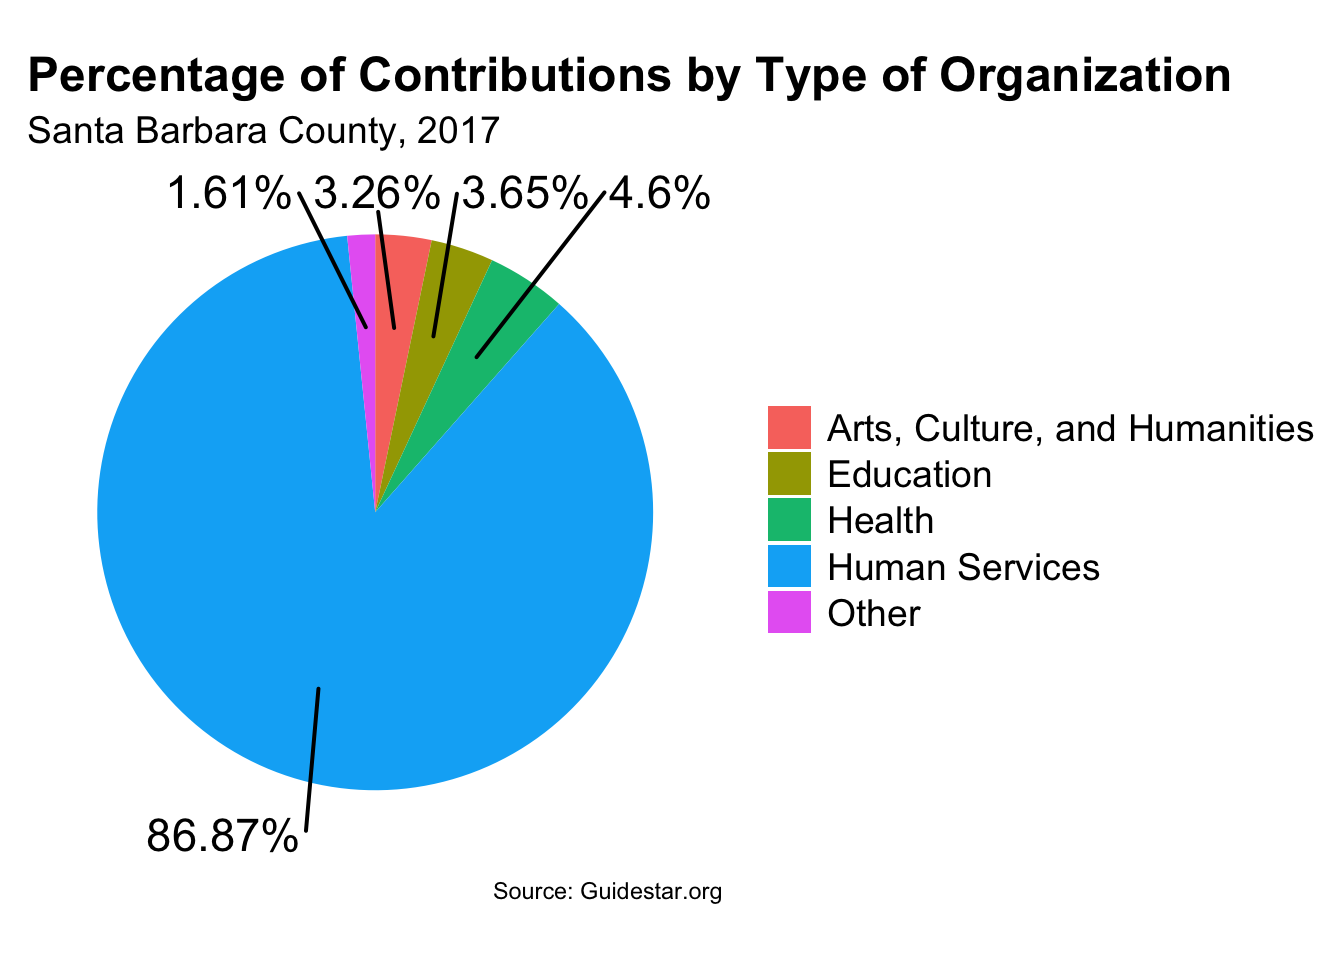 Percentage of Contributions by Type of Organization
Santa Barbara County, 2017
1.61% 3.26% 3.65% 4.6%
Arts, Culture, and Humanities
Education
Health
Human Services
Other
86.87%
Source: Guidestar.org